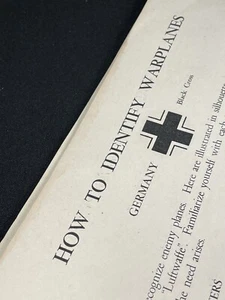 HOW TO IDENTIFY WARPLANES
GERMANY
Black Cross
recognize enemy planes. Here are illustrated in silhouette
"Luftwaffe". Familiarize yourself with each
need arises.